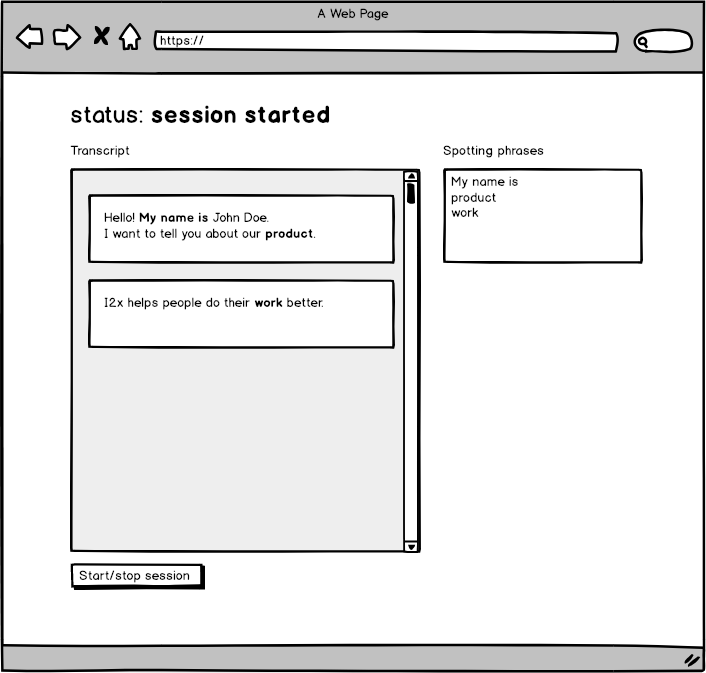 A Web Page
https://
status: session started
Transcript
Spotting phrases
Hello! My name is John Doe.
I want to tell you about our product.
I2x helps people do their work better.
My name is
product
work
Start/stop session